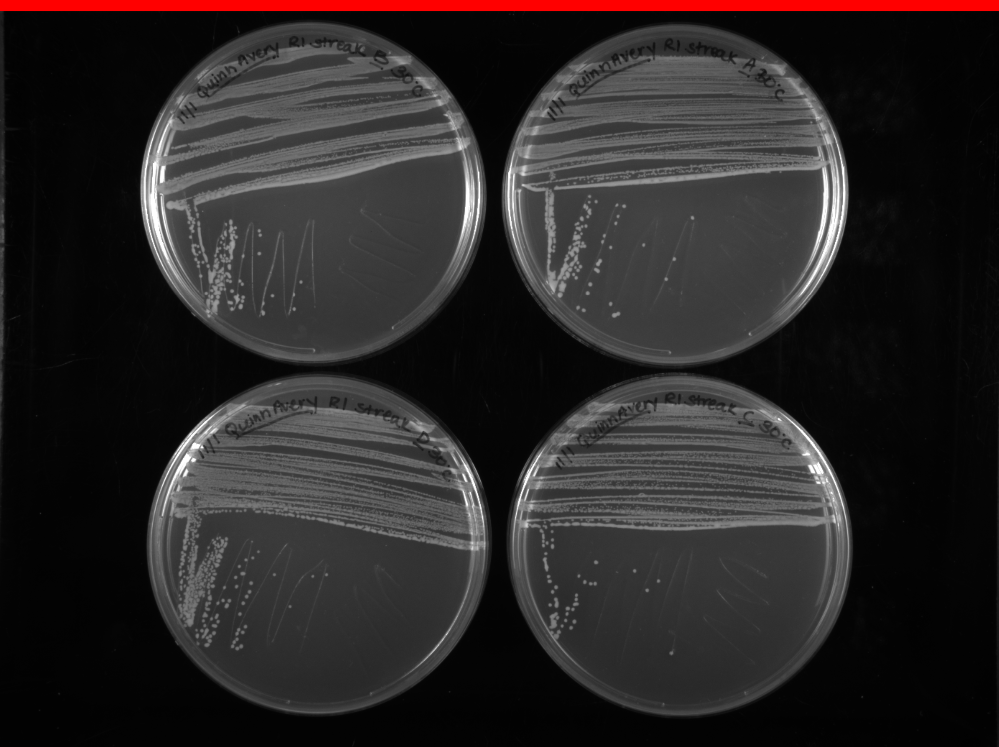 11/1 Quinn Avery R1 streak B 30°C
11/1 Quinn Avery R1 streak A 30°C
11/1 Quinn Avery R1 streak D 30°C
11/1 Quinn Avery R1 streak C 30°C